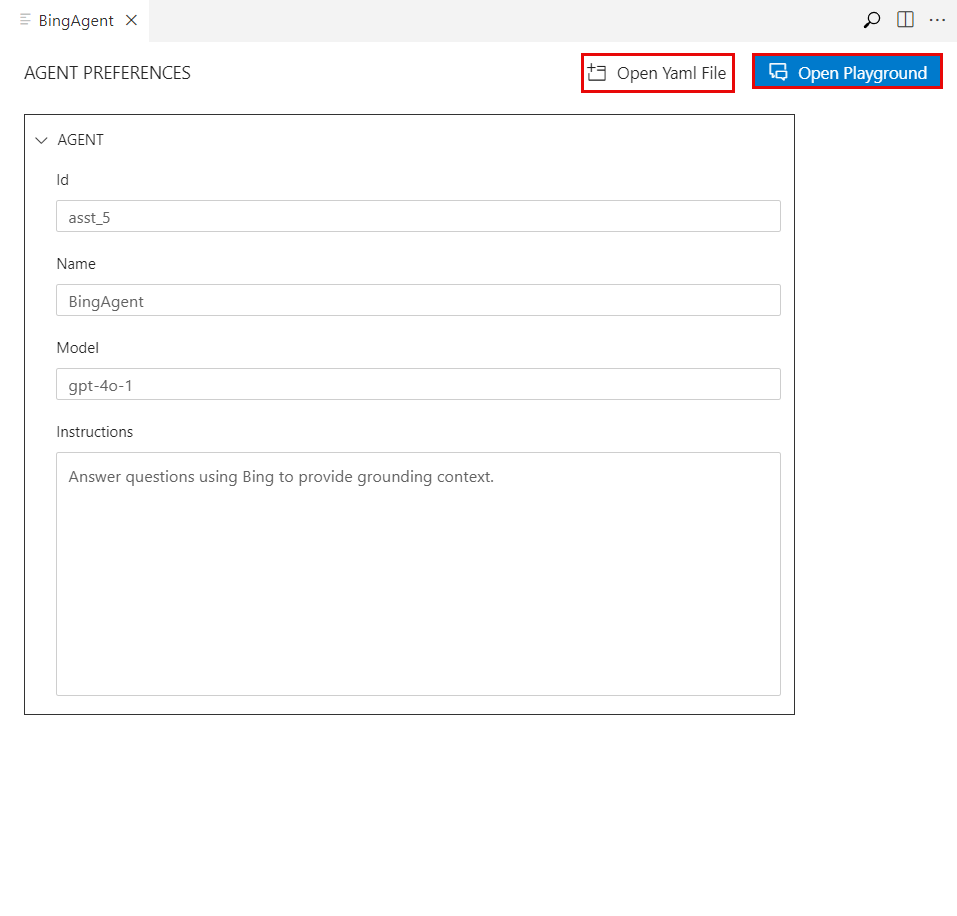 BingAgent
AGENT PREFERENCES
Open Yaml File
Open Playground
AGENT
Id
asst_5
Name
BingAgent
Model
gpt-4o-1
Instructions
Answer questions using Bing to provide grounding context.